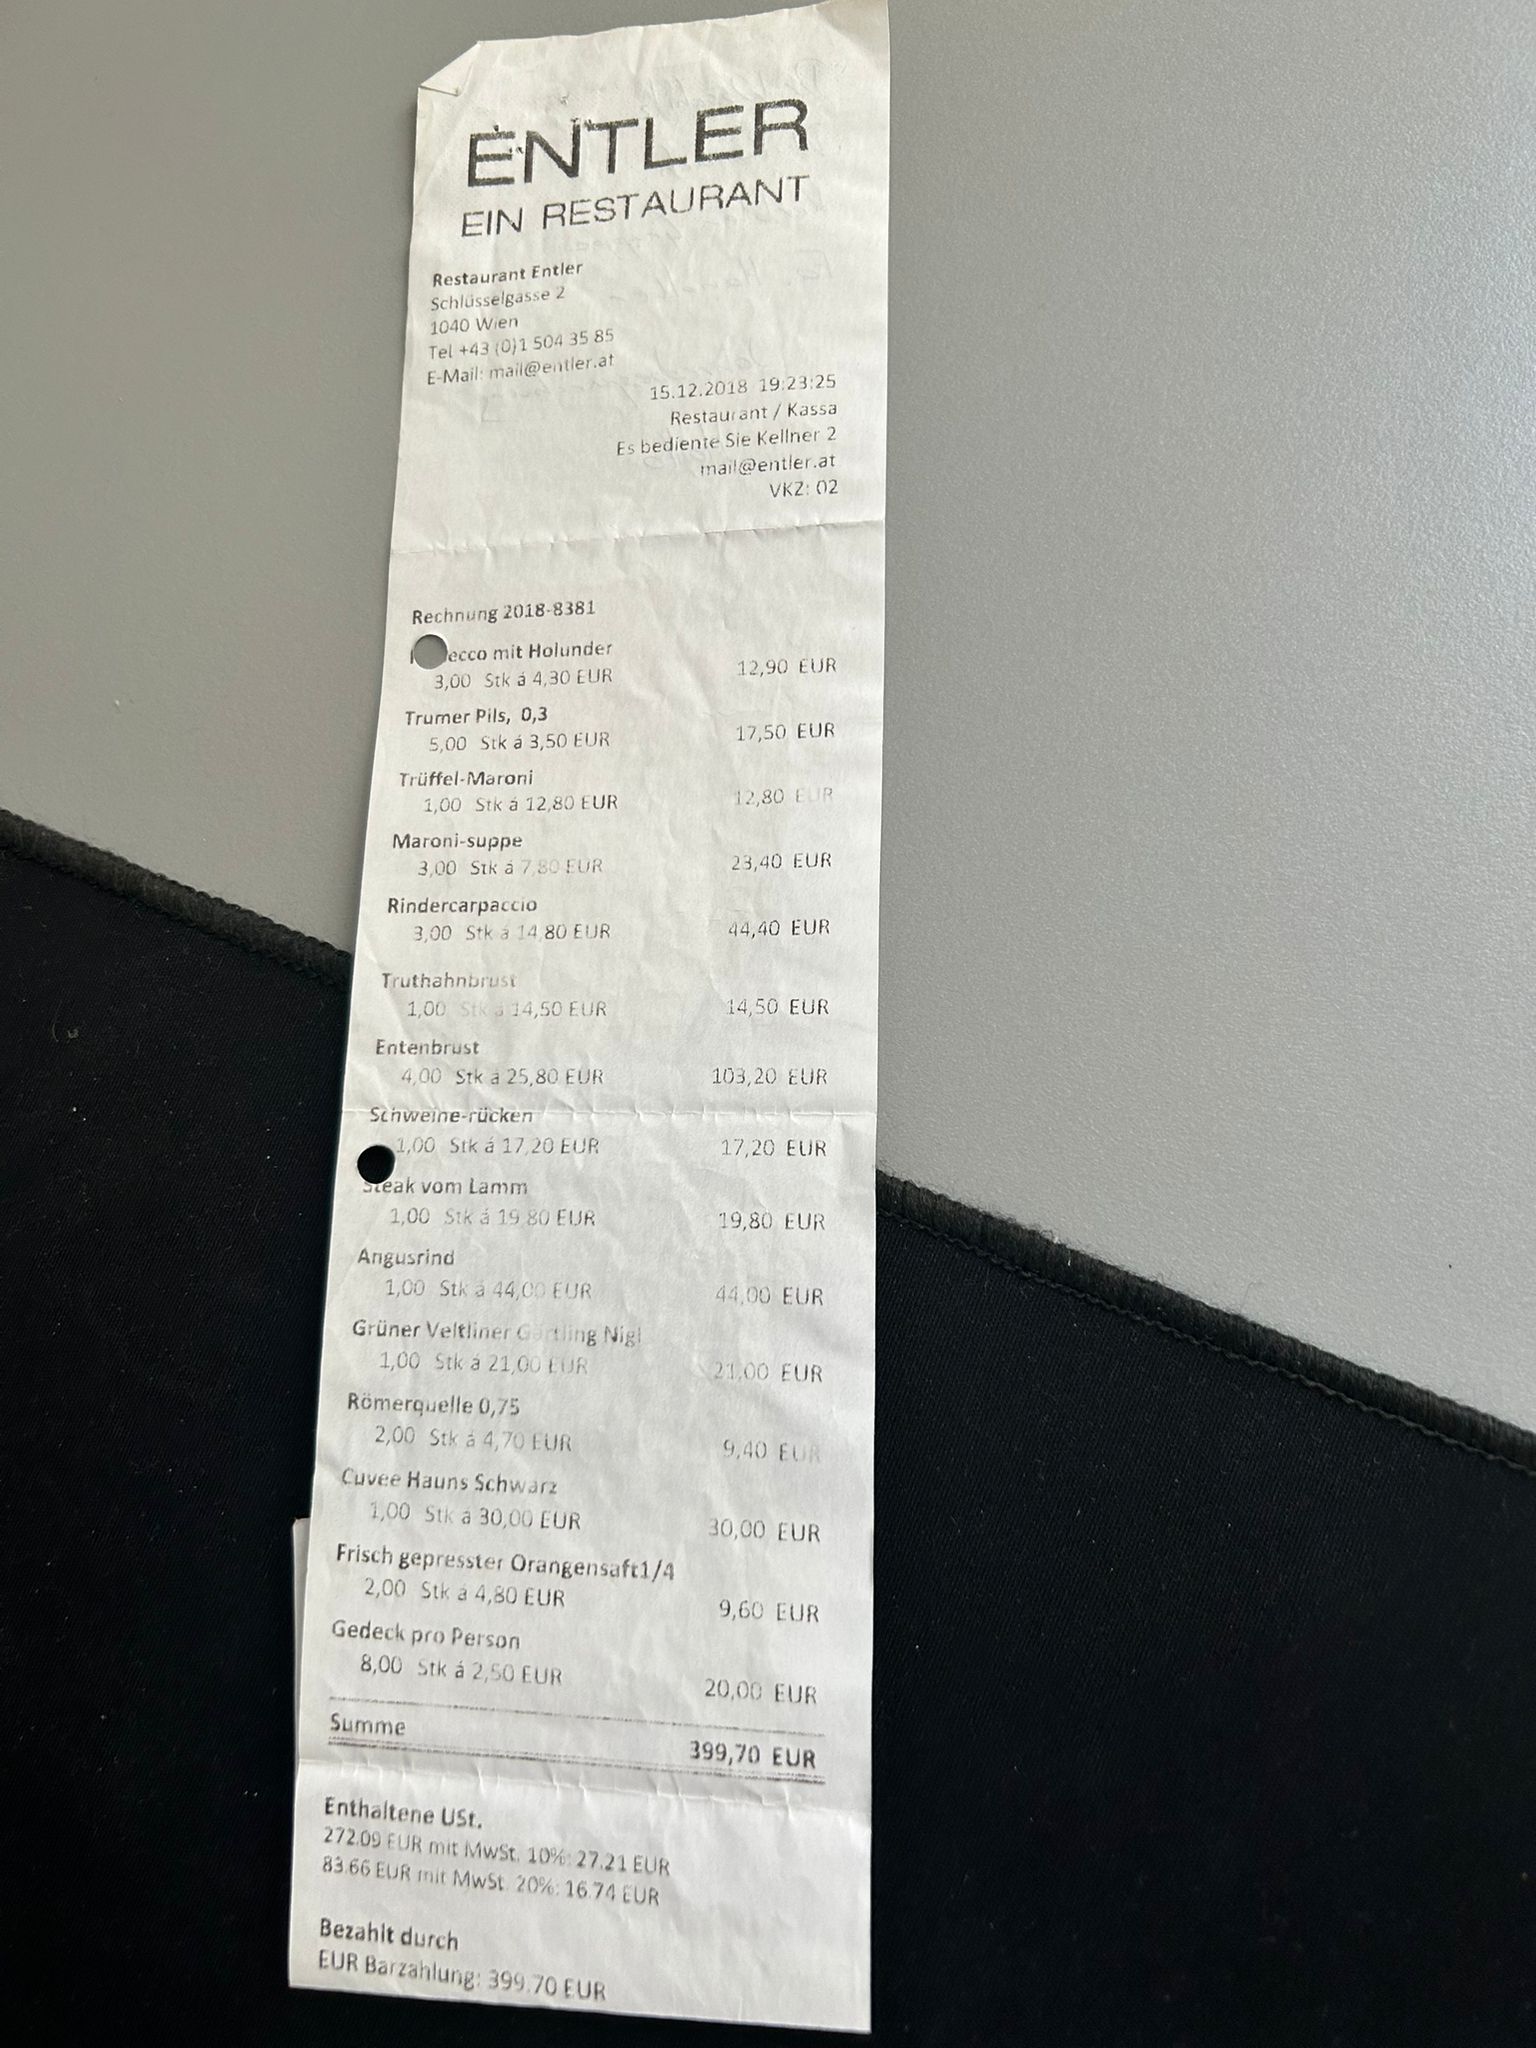 ENTLER
EIN RESTAURANT
Restaurant Entler
Schlüsselgasse 2
1040 Wien
Tel +43 (0)1 504 35 85
E-Mail: mail@entler.at
15.12.2018 19:23:25
Restaurant / Kassa
Es bediente Sie Kellner 2
mail@entler.at
VKZ: 02
Rechnung 2018-8381
mit Holunder
3,00 Stk á 4,30 EUR 12,90 EUR
Trumer Pils, 0,3
5,00 Stk á 3,50 EUR 17,50 EUR
Trüffel-Maroni
1,00 Stk á 12,80 EUR 12,80 EUR
Maroni-suppe
3,00 Stk á 7,80 EUR 23,40 EUR
Rindercarpaccio
3,00 Stk á 14,80 EUR 44,40 EUR
Truthahnbrust
1,00 Stk á 14,50 EUR 14,50 EUR
Entenbrust
4,00 Stk á 25,80 EUR 103,20 EUR
Schweine-rücken
1,00 Stk á 17,20 EUR 17,20 EUR
Steak vom Lamm
1,00 Stk á 19,80 EUR 19,80 EUR
Angusrind
1,00 Stk á 44,00 EUR 44,00 EUR
Grüner Veltliner Gärtling Nigl
1,00 Stk á 21,00 EUR 21,00 EUR
Römerquelle 0,75
2,00 Stk á 4,70 EUR 9,40 EUR
Cuvee Hauns Schwarz
1,00 Stk á 30,00 EUR 30,00 EUR
Frisch gepresster Orangensaft1/4
2,00 Stk á 4,80 EUR 9,60 EUR
Gedeck pro Person
8,00 Stk á 2,50 EUR 20,00 EUR
Summe 399,70 EUR
Enthaltene USt.
272.09 EUR mit MwSt. 10%: 27.21 EUR
83.66 EUR mit MwSt. 20%: 16.74 EUR
Bezahlt durch
EUR Barzahlung: 399.70 EUR